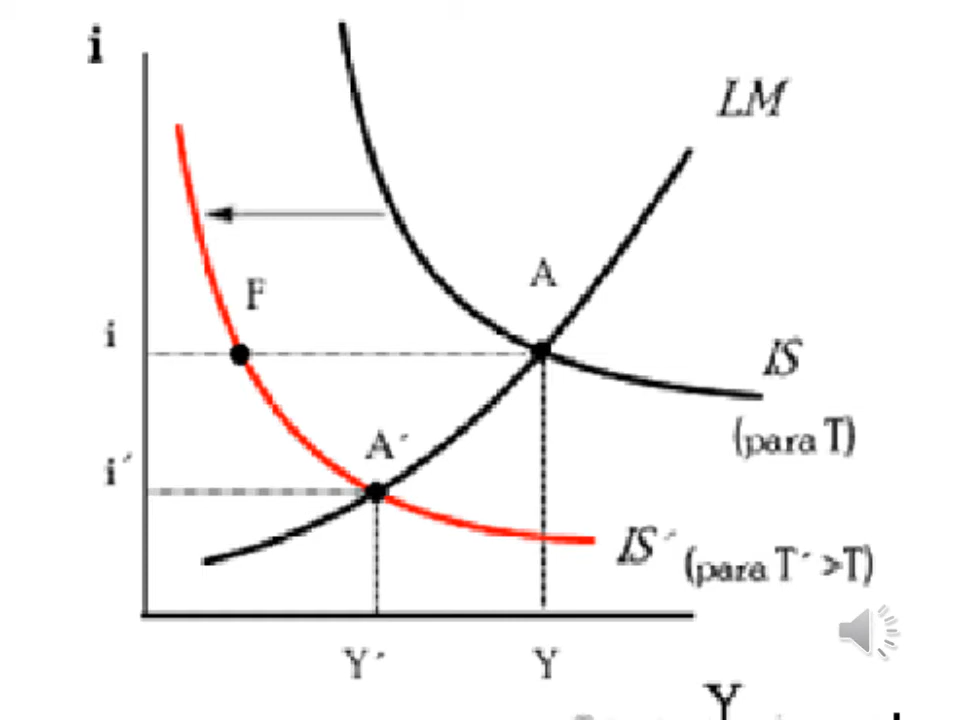 i
LM
A
F
i
IS
(para T)
A´
i´
IS´ (para T´ >T)
Y´ Y
Y